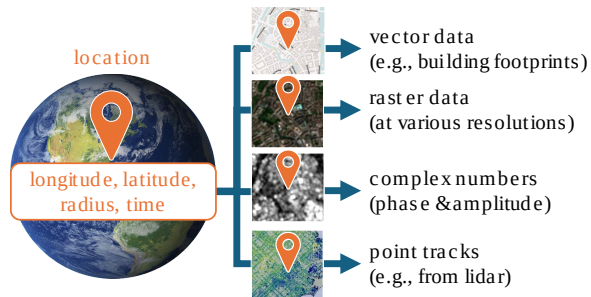 location
longitude, latitude,
radius, time
vector data
(e.g., building footprints)
raster data
(at various resolutions)
complex numbers
(phase & amplitude)
point tracks
(e.g., from lidar)